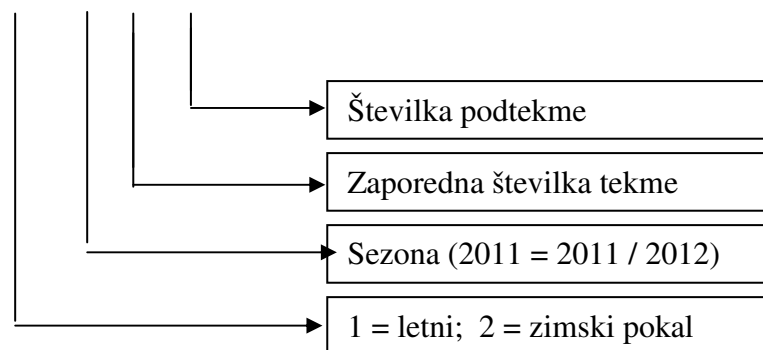 Številka podtekme
Zaporedna številka tekme
Sezona (2011 = 2011 / 2012)
1 = letni; 2 = zimski pokal